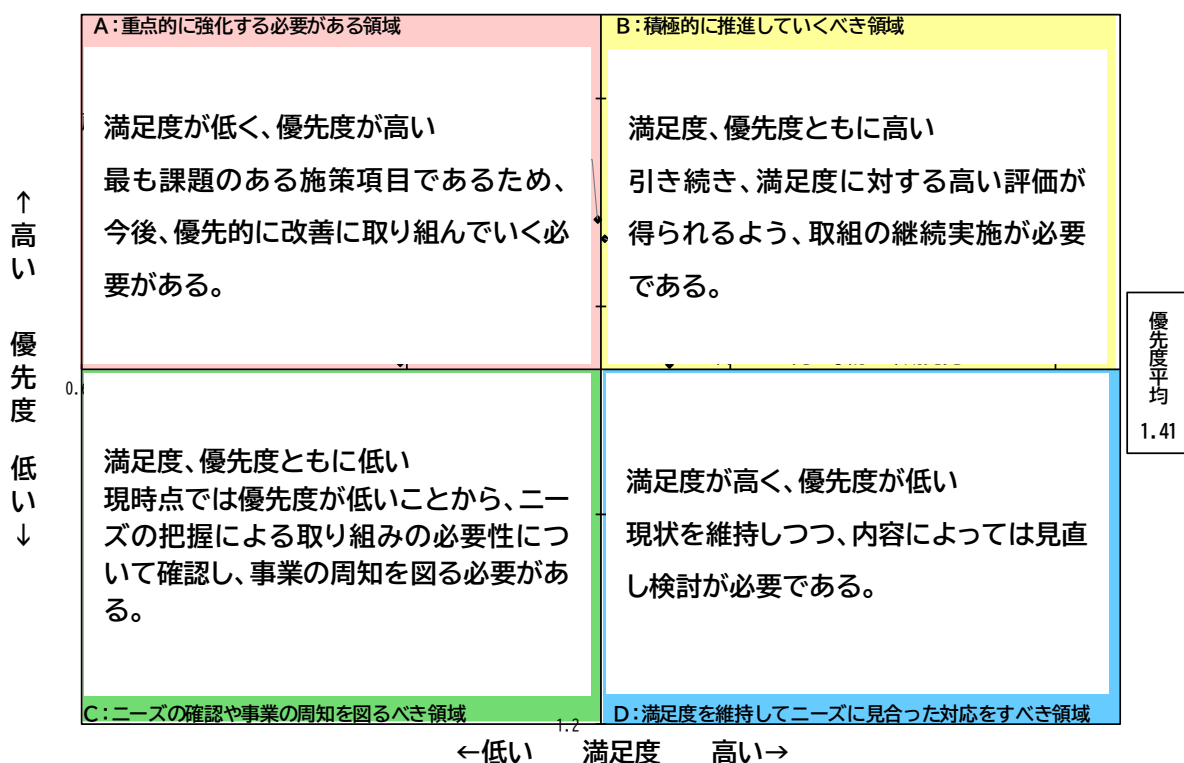 A:重点的に強化する必要がある領域
B:積極的に推進していくべき領域
満足度が低く、優先度が高い
最も課題のある施策項目であるため、
今後、優先的に改善に取り組んでいく必
要がある。
満足度、優先度ともに高い
引き続き、満足度に対する高い評価が
得られるよう、取組の継続実施が必要
である。
↑高い 優先度 低い↓
優先度平均
1.41
満足度、優先度ともに低い
現時点では優先度が低いことから、ニー
ズの把握による取り組みの必要性につ
いて確認し、事業の周知を図る必要があ
る。
満足度が高く、優先度が低い
現状を維持しつつ、内容によっては見直
し検討が必要である。
C:ニーズの確認や事業の周知を図るべき領域
D:満足度を維持してニーズに見合った対応をすべき領域
1.2
←低い 満足度 高い→